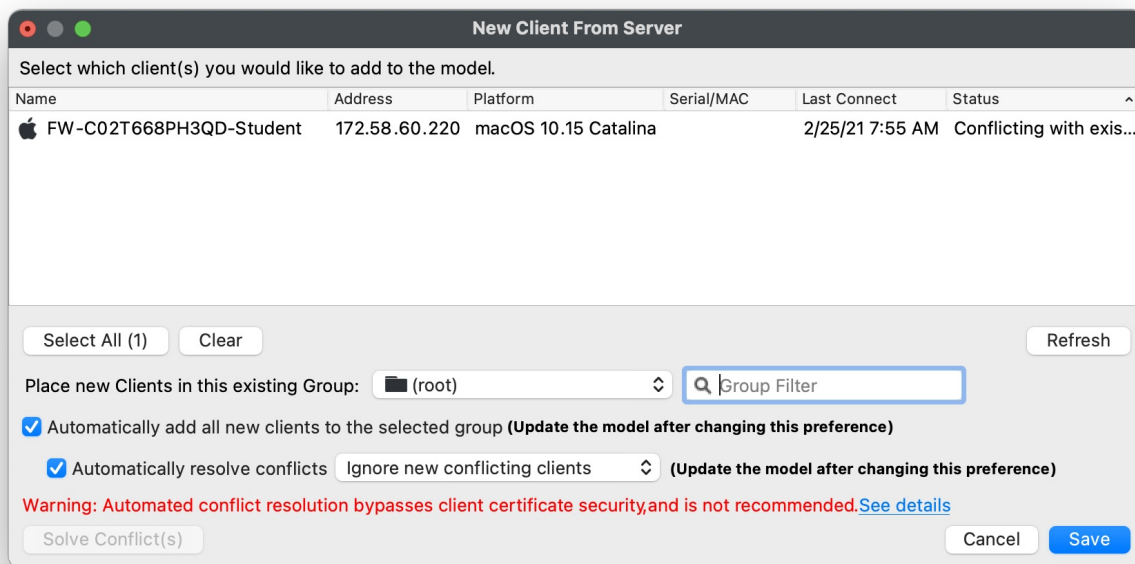 New Client From Server
Select which client(s) you would like to add to the model.
Name Address Platform Serial/MAC Last Connect Status
FW-C02T668PH3QD-Student 172.58.60.220 macOS 10.15 Catalina 2/25/21 7:55 AM Conflicting with exis...
Select All (1) Clear Refresh
Place new Clients in this existing Group: (root) Group Filter
Automatically add all new clients to the selected group (Update the model after changing this preference)
Automatically resolve conflicts Ignore new conflicting clients (Update the model after changing this preference)
Warning: Automated conflict resolution bypasses client certificate security,and is not recommended.See details
Solve Conflict(s) Cancel Save